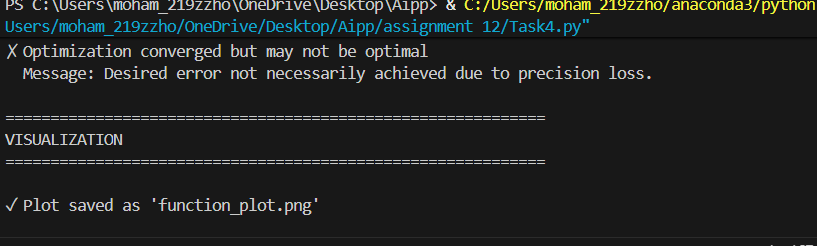 PS C:\Users\moham_219zzho\OneDrive\Desktop\Aipp> & C:/Users/moham_219zzho/anaconda3/python
Users/moham_219zzho/OneDrive/Desktop/Aipp/assignment 12/Task4.py"
✗ Optimization converged but may not be optimal
Message: Desired error not necessarily achieved due to precision loss.
============================================================
VISUALIZATION
============================================================
✓ Plot saved as 'function_plot.png'